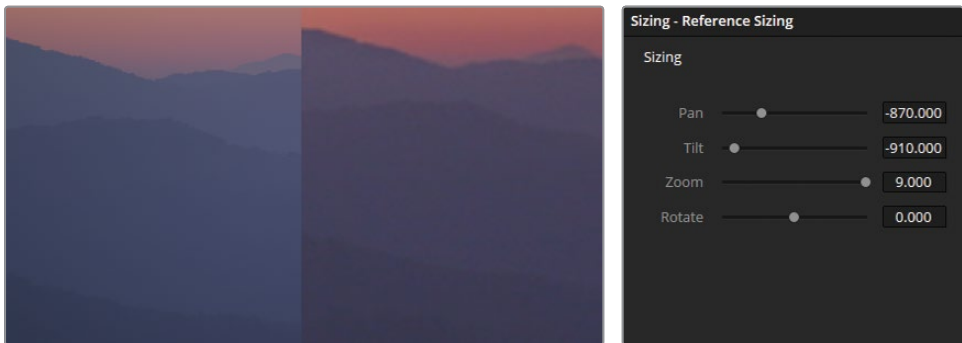 Sizing - Reference Sizing
Sizing
Pan -870.000
Tilt -910.000
Zoom 9.000
Rotate 0.000